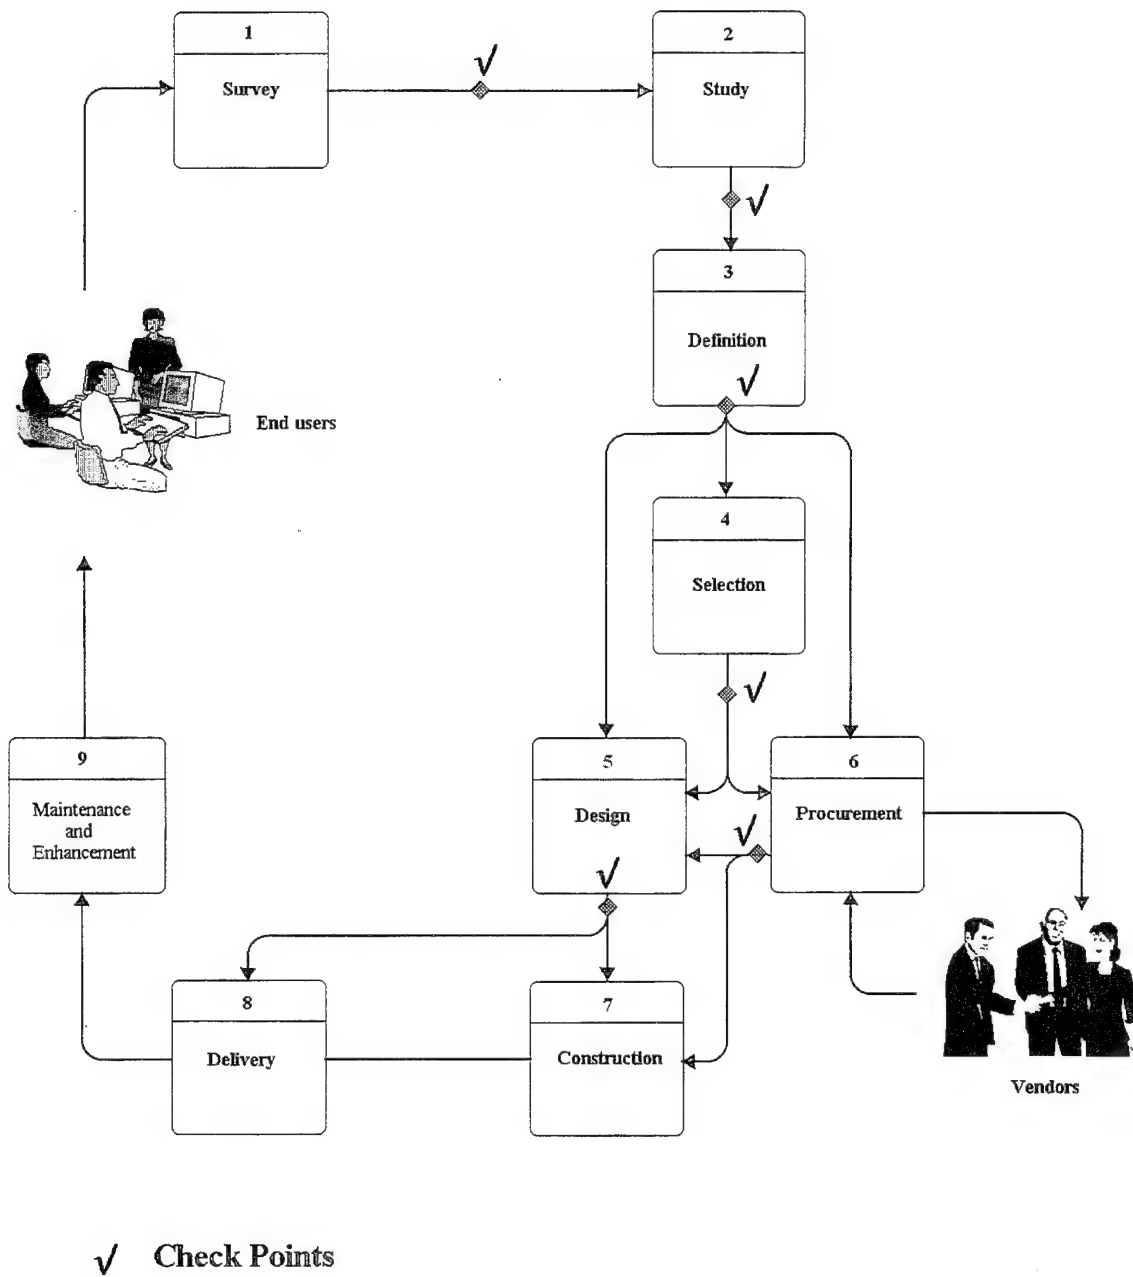 1
Survey
√
2
Study
√
3
Definition
√
End users
4
Selection
√
5
Design
√
6
Procurement
√
9
Maintenance
and
Enhancement
8
Delivery
7
Construction
Vendors
√ Check Points